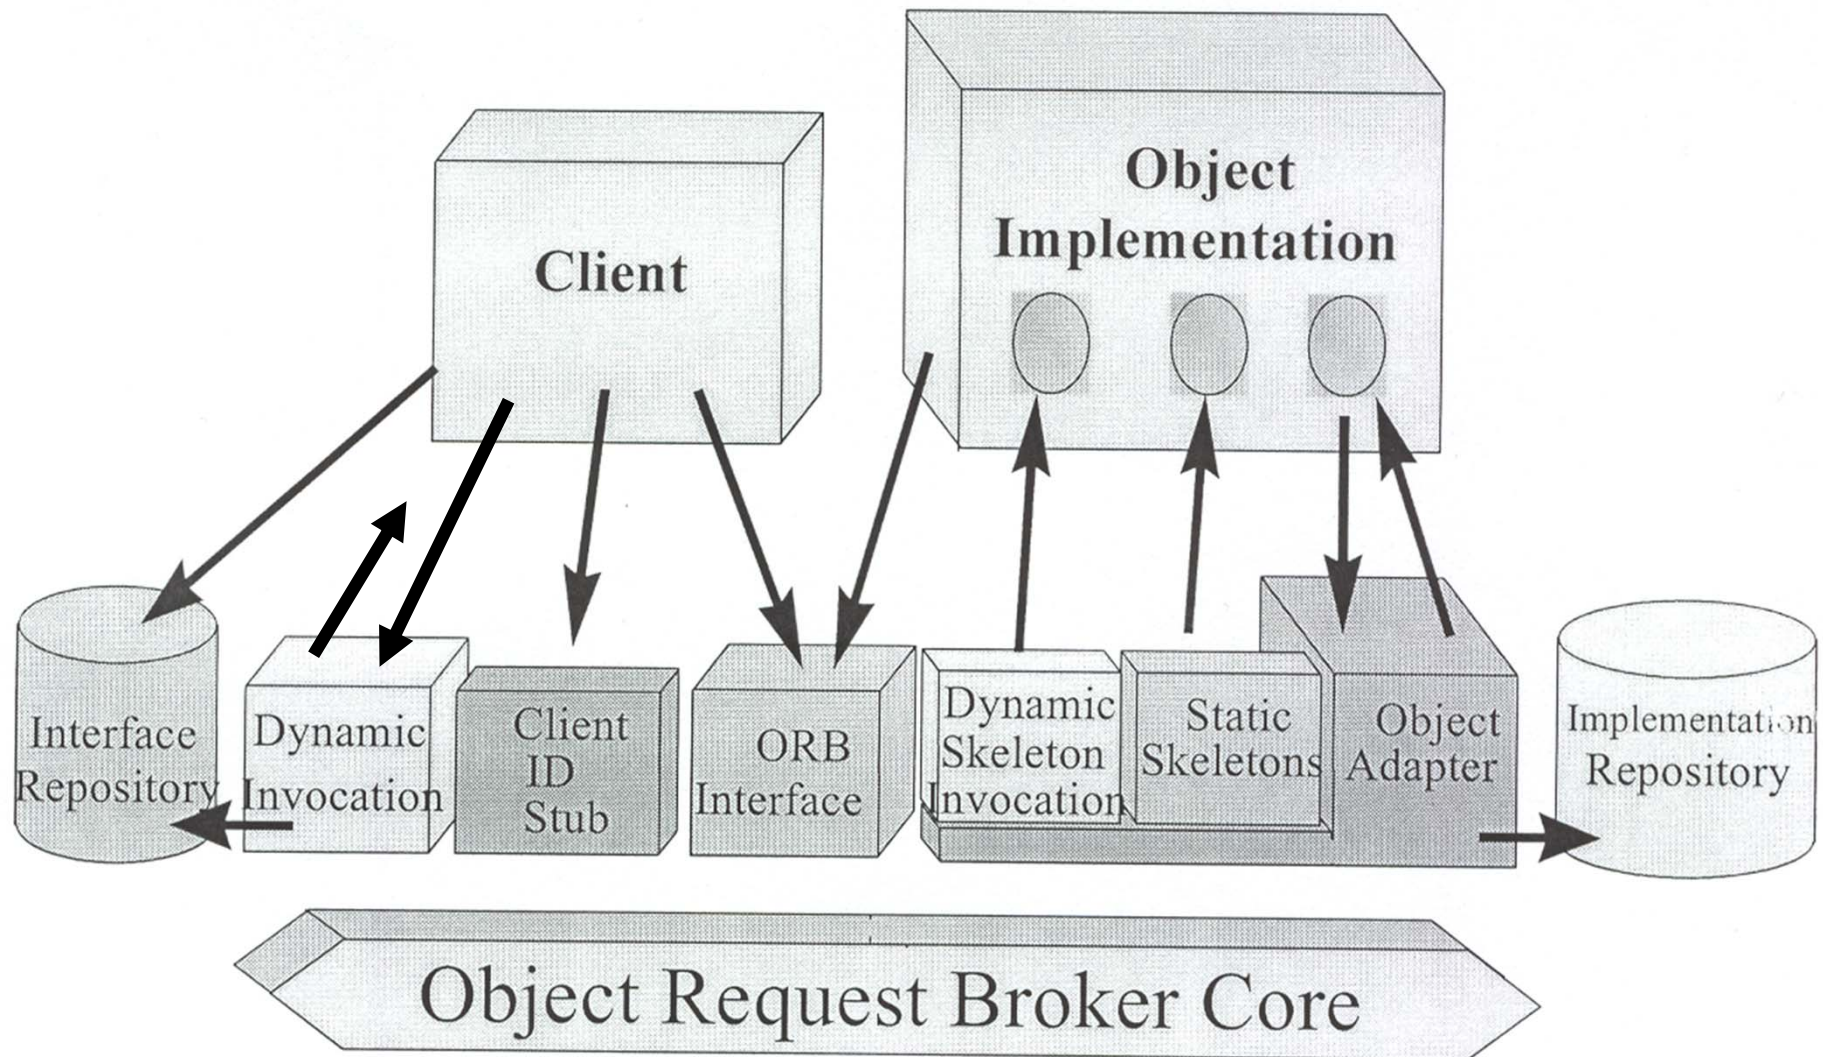 Object
Implementation
Client
Interface
Repository
Dynamic
Invocation
Client
ID
Stub
ORB
Interface
Dynamic
Skeleton
Invocation
Static
Skeletons
Object
Adapter
Implementation
Repository
Object Request Broker Core